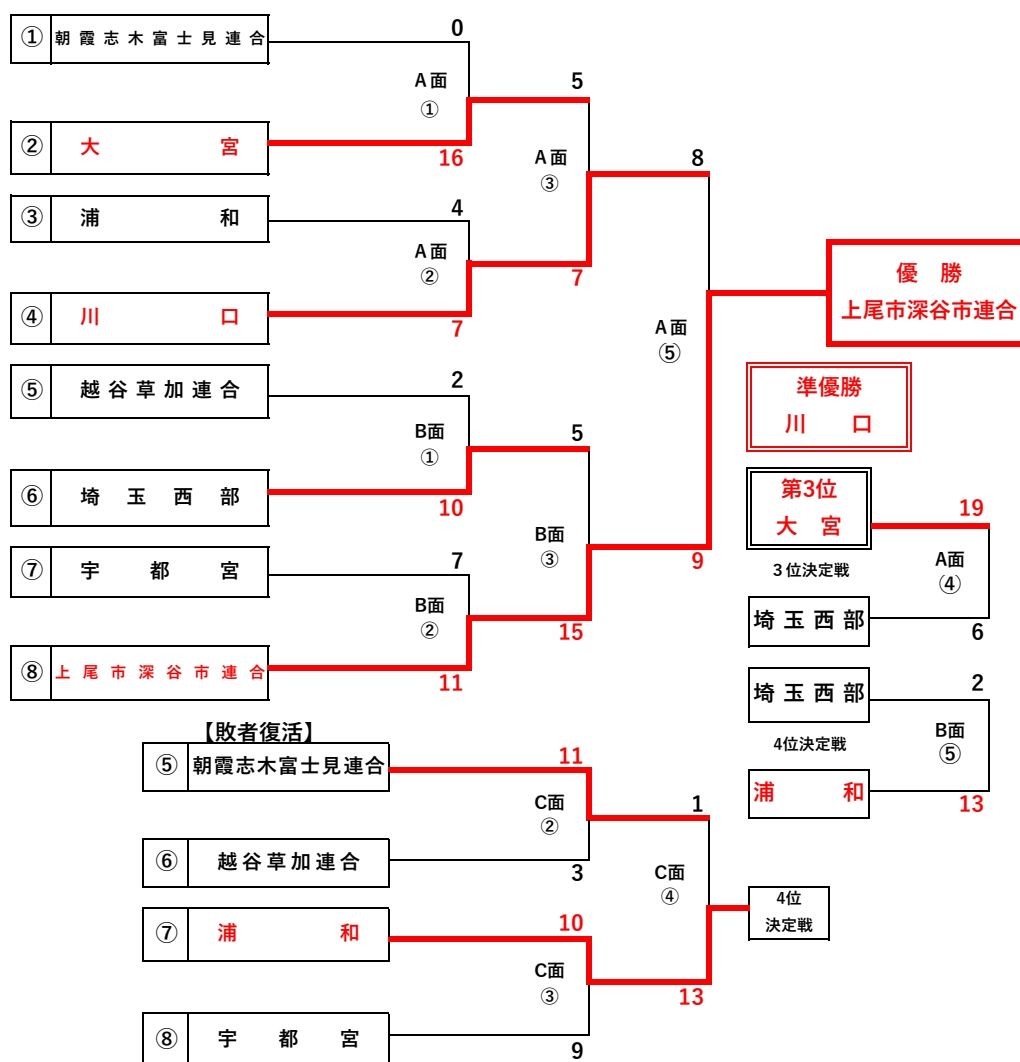 ① 朝霞志木富士見連合
0
A面
①
5
② 大宮
16
A面
③
8
③ 浦和
4
A面
②
7
④ 川口
7
優　勝
上尾市深谷市連合
A面
⑤
⑤ 越谷草加連合
2
準優勝
川　口
B面
①
5
⑥ 埼玉西部
10
B面
③
9
第3位
大宮
19
３位決定戦
A面
④
埼玉西部
6
⑦ 宇都宮
7
B面
②
15
⑧ 上尾市深谷市連合
11
埼玉西部
2
4位決定戦
B面
⑤
浦和
13
【敗者復活】
⑤ 朝霞志木富士見連合
11
C面
②
1
⑥ 越谷草加連合
3
C面
④
4位
決定戦
⑦ 浦和
10
C面
③
13
⑧ 宇都宮
9